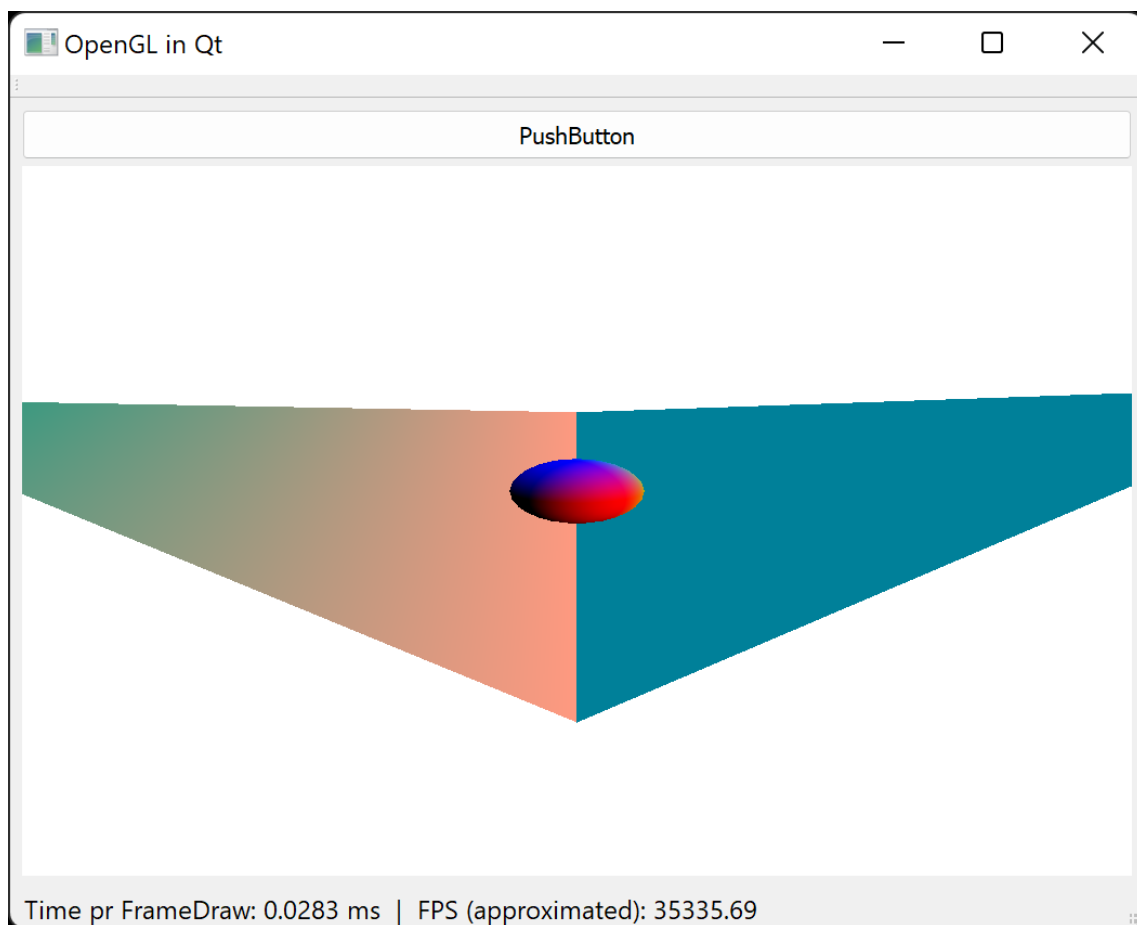 OpenGL in Qt
PushButton
Time pr FrameDraw: 0.0283 ms | FPS (approximated): 35335.69